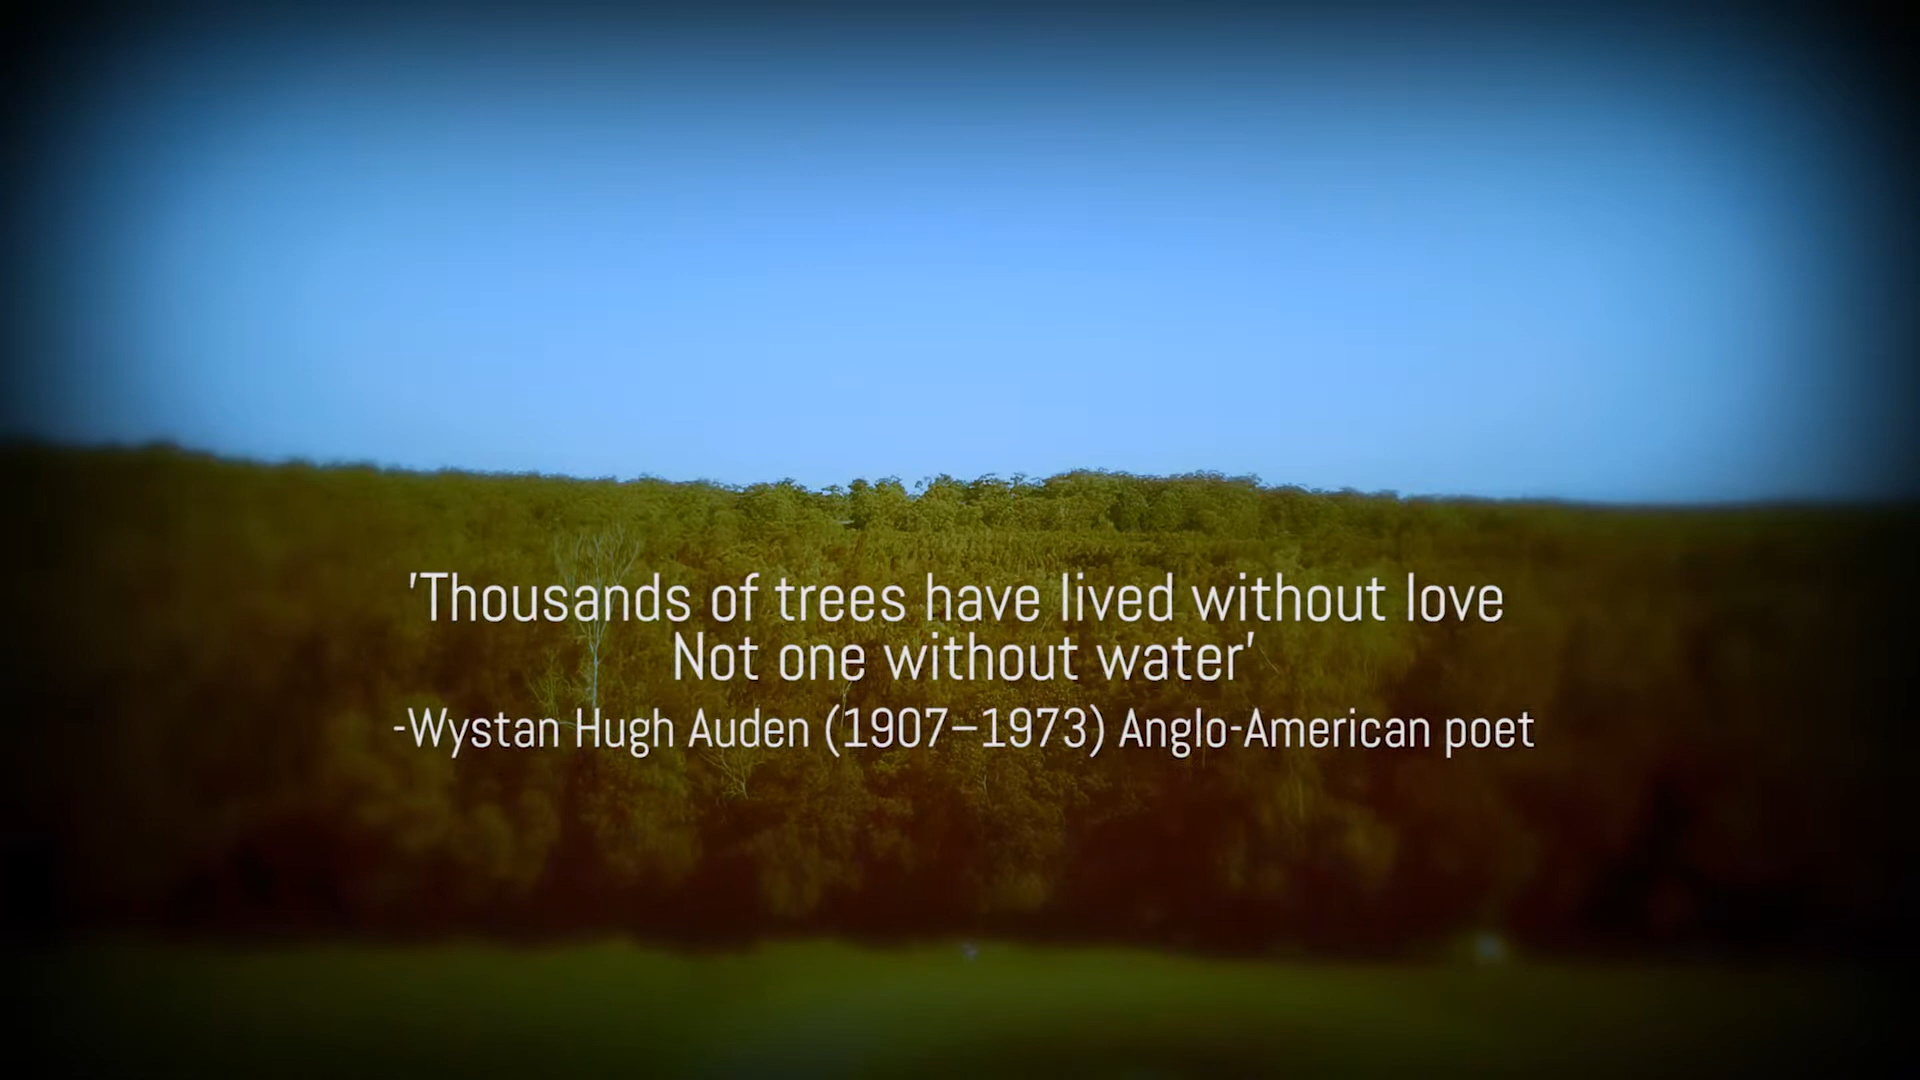 'Thousands of trees have lived without love
Not one without water'
-Wystan Hugh Auden (1907–1973) Anglo-American poet